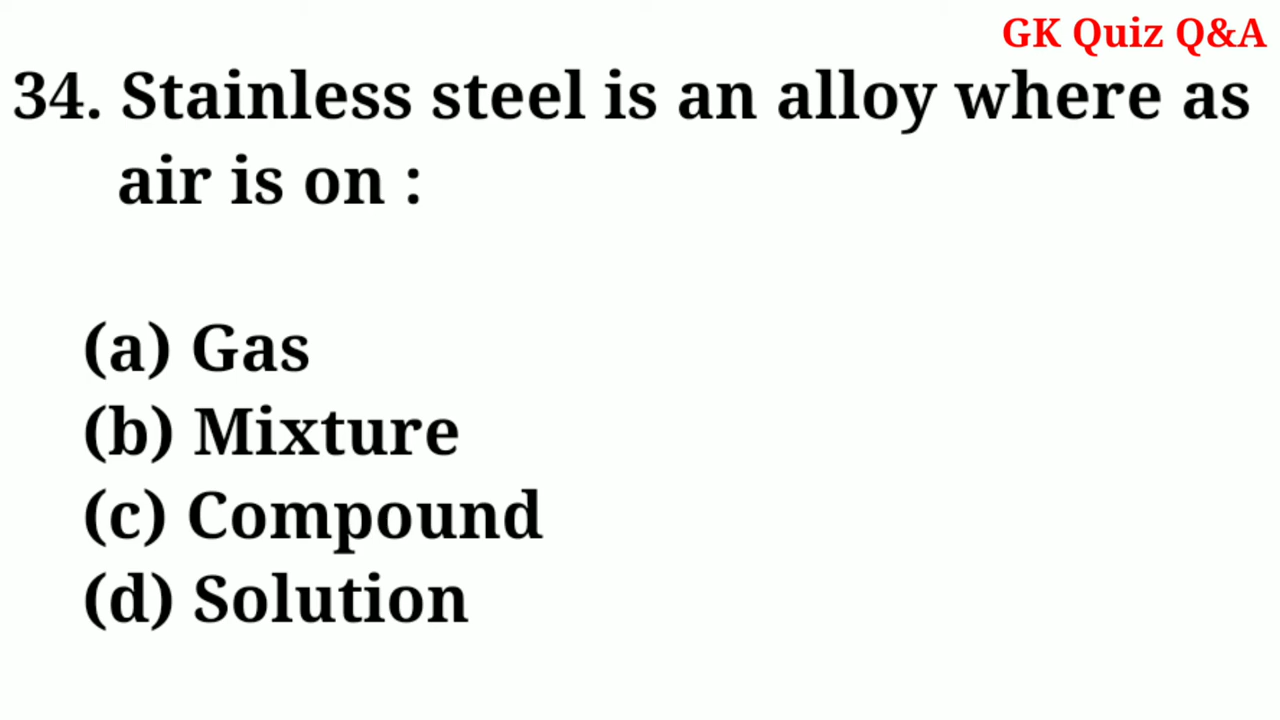 GK Quiz Q&A
34. Stainless steel is an alloy where as
air is on :
(a) Gas
(b) Mixture
(c) Compound
(d) Solution